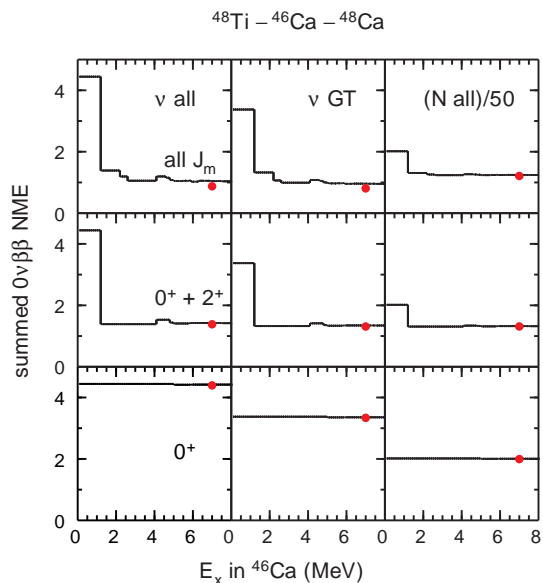 ⁴⁸Ti – ⁴⁶Ca – ⁴⁸Ca
ν all
ν GT
(N all)/50
all Jₘ
4
2
0
0⁺ + 2⁺
4
2
0
0⁺
4
2
0
summed 0νββ NME
0 2 4 6 0 2 4 6 0 2 4 6 8
Eₓ in ⁴⁶Ca (MeV)